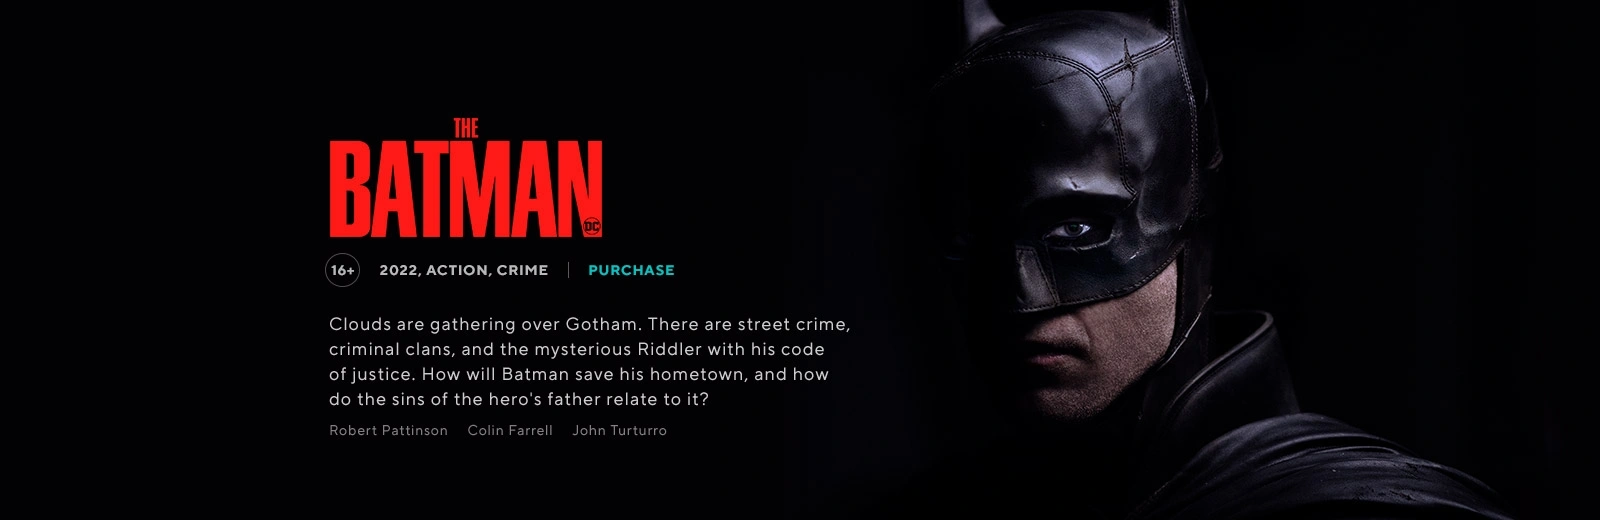 THE
BATMAN
DC
16+ 2022, ACTION, CRIME PURCHASE
Clouds are gathering over Gotham. There are street crime,
criminal clans, and the mysterious Riddler with his code
of justice. How will Batman save his hometown, and how
do the sins of the hero's father relate to it?
Robert Pattinson Colin Farrell John Turturro